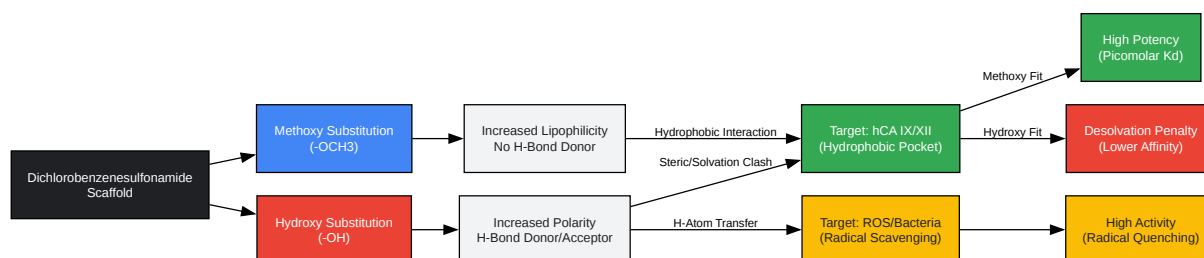 High Potency
(Picomolar Kd)
Methoxy Fit
Methoxy Substitution
(-OCH3)
Increased Lipophilicity
No H-Bond Donor
Hydrophobic Interaction
Target: hCA IX/XII
(Hydrophobic Pocket)
Hydroxy Fit
Desolvation Penalty
(Lower Affinity)
Steric/Solvation Clash
Dichlorobenzenesulfonamide
Scaffold
Hydroxy Substitution
(-OH)
Increased Polarity
H-Bond Donor/Acceptor
H-Atom Transfer
Target: ROS/Bacteria
(Radical Scavenging)
High Activity
(Radical Quenching)